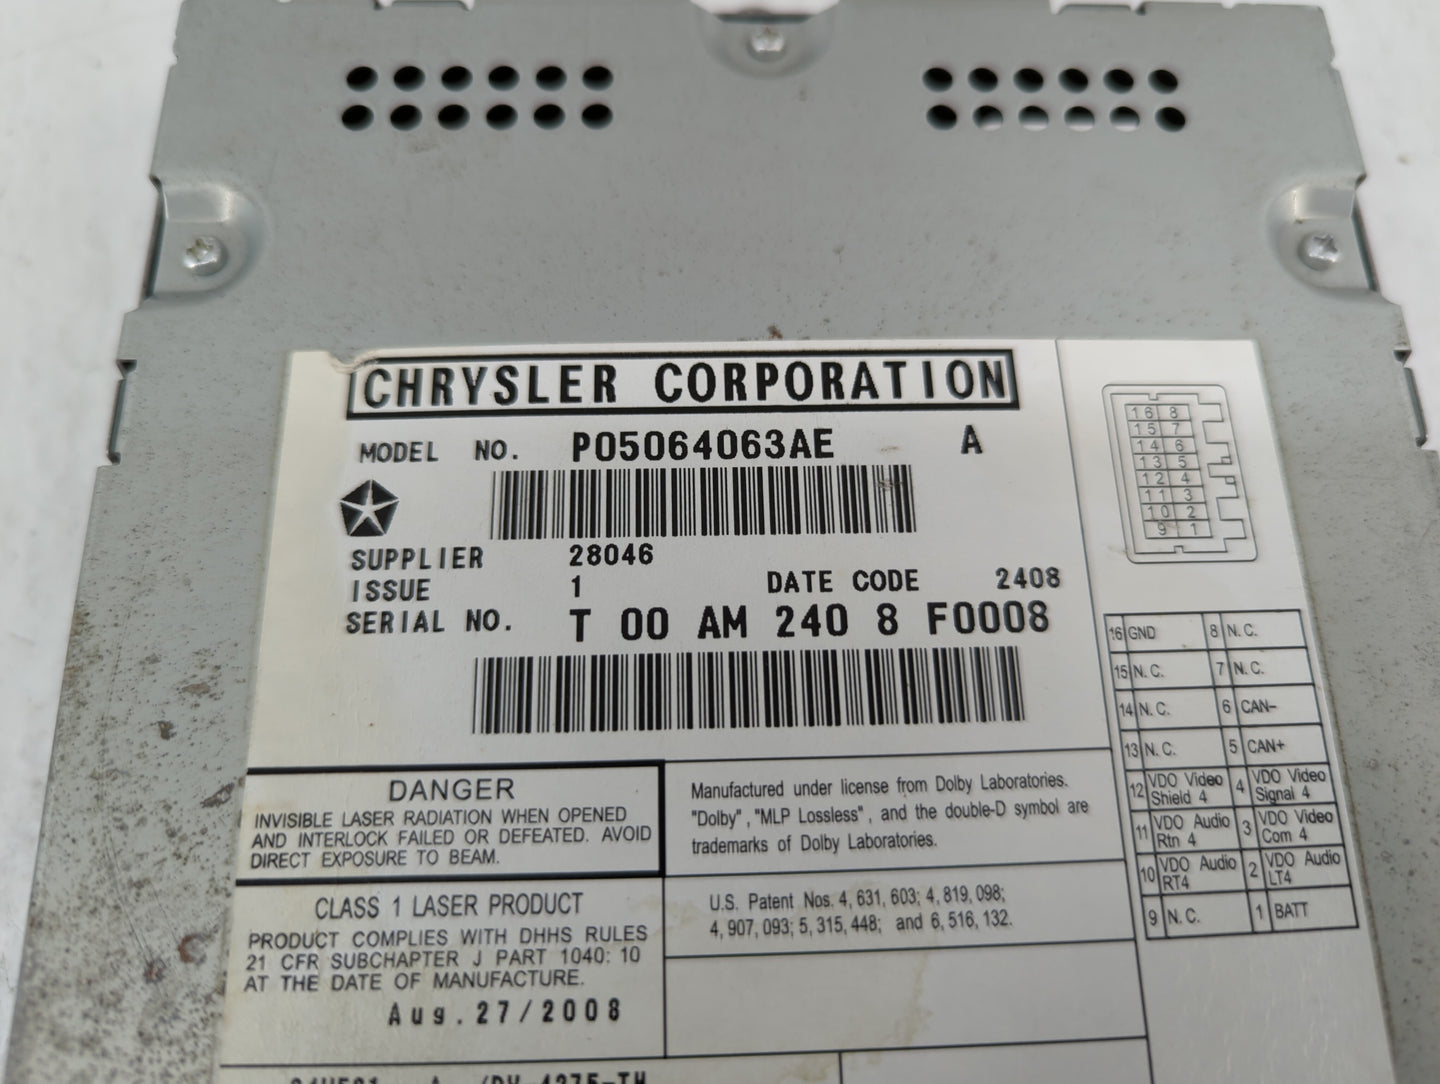 CHRYSLER CORPORATION
MODEL NO. P05064063AE A
SUPPLIER 28046
ISSUE 1 DATE CODE 2408
SERIAL NO. T 00 AM 240 8 F0008
DANGER
INVISIBLE LASER RADIATION WHEN OPENED
AND INTERLOCK FAILED OR DEFEATED. AVOID
DIRECT EXPOSURE TO BEAM.
CLASS 1 LASER PRODUCT
PRODUCT COMPLIES WITH DHHS RULES
21 CFR SUBCHAPTER J PART 1040: 10
AT THE DATE OF MANUFACTURE.
Aug. 27/2008
Manufactured under license from Dolby Laboratories.
"Dolby", "MLP Lossless", and the double-D symbol are
trademarks of Dolby Laboratories.
U.S. Patent Nos. 4, 631, 603; 4, 819, 098;
4, 907, 093; 5, 315, 448; and 6, 516, 132.
16 8
15 7
14 6
13 5
12 4
11 3
10 2
9 1
16 GND 8 N.C.
15 N.C. 7 N.C.
14 N.C. 6 CAN-
13 N.C. 5 CAN+
12 VDO Video Shield 4 4 VDO Video Signal 4
11 VDO Audio Rtn 4 3 VDO Video Com 4
10 VDO Audio RT4 2 VDO Audio LT4
9 N.C. 1 BATT